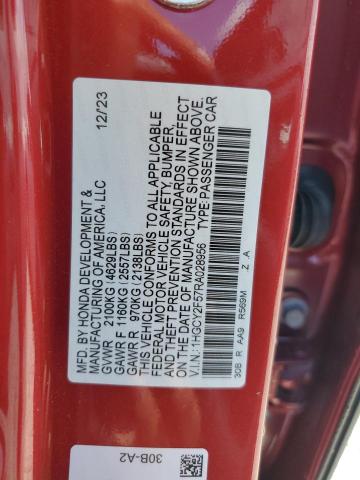 MFD. BY HONDA DEVELOPMENT &
MANUFACTURING OF AMERICA, LLC 12/23
GVWR 2100KG (4629LBS)
GAWR F 1160KG (2557LBS)
GAWR R 970KG (2138LBS)
THIS VEHICLE CONFORMS TO ALL APPLICABLE
FEDERAL MOTOR VEHICLE SAFETY, BUMPER,
AND THEFT PREVENTION STANDARDS IN EFFECT
ON THE DATE OF MANUFACTURE SHOWN ABOVE.
V.I.N.: 1HGCY2F57RA028956 TYPE: PASSENGER CAR
308 R AA9 R569M Z A
30B-A2